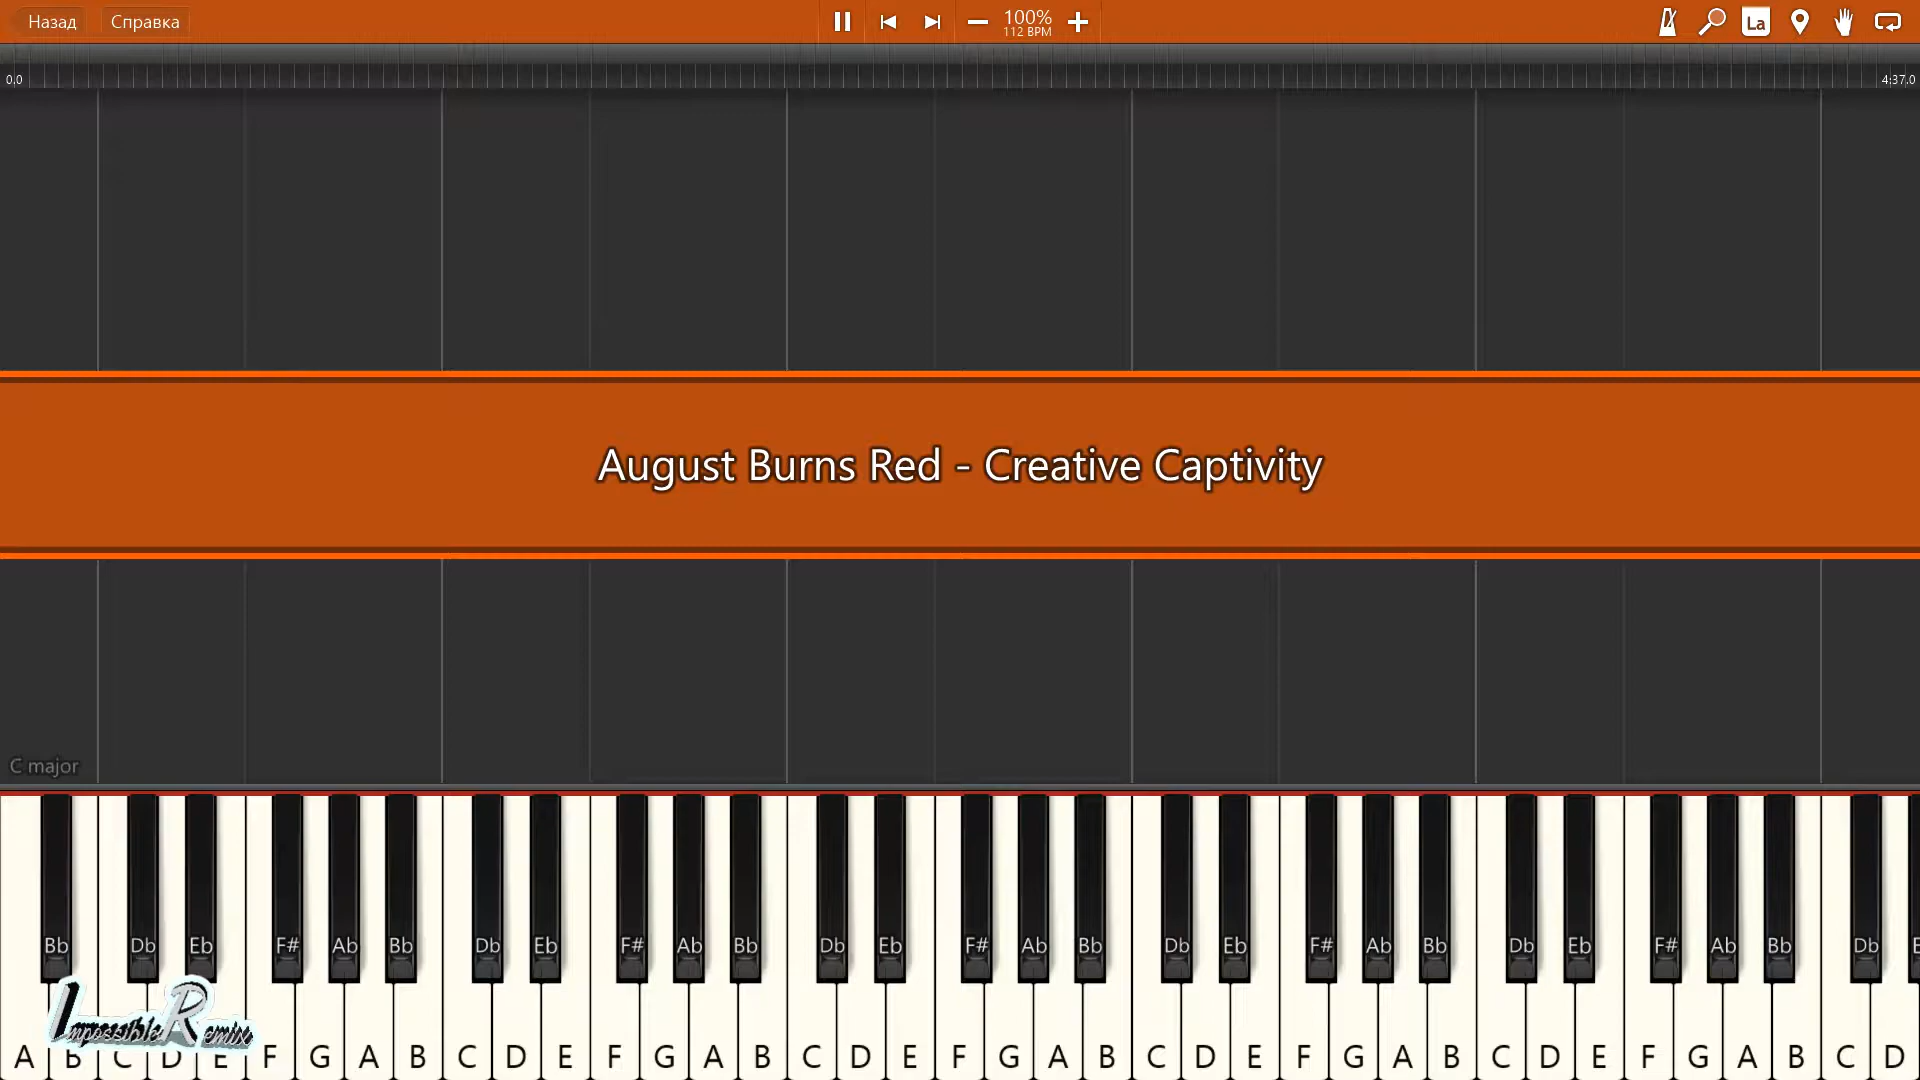 Назад Справка 100% La
112 BPM
0.0 4:37.0
August Burns Red - Creative Captivity
C major
Bb Db Eb F# Ab Bb Db Eb F# Ab Bb Db Eb F# Ab Bb Db Eb F# Ab Bb Db Eb F# Ab Bb Db E
Impossible Remix
A B C D E F G A B C D E F G A B C D E F G A B C D E F G A B C D E F G A B C D